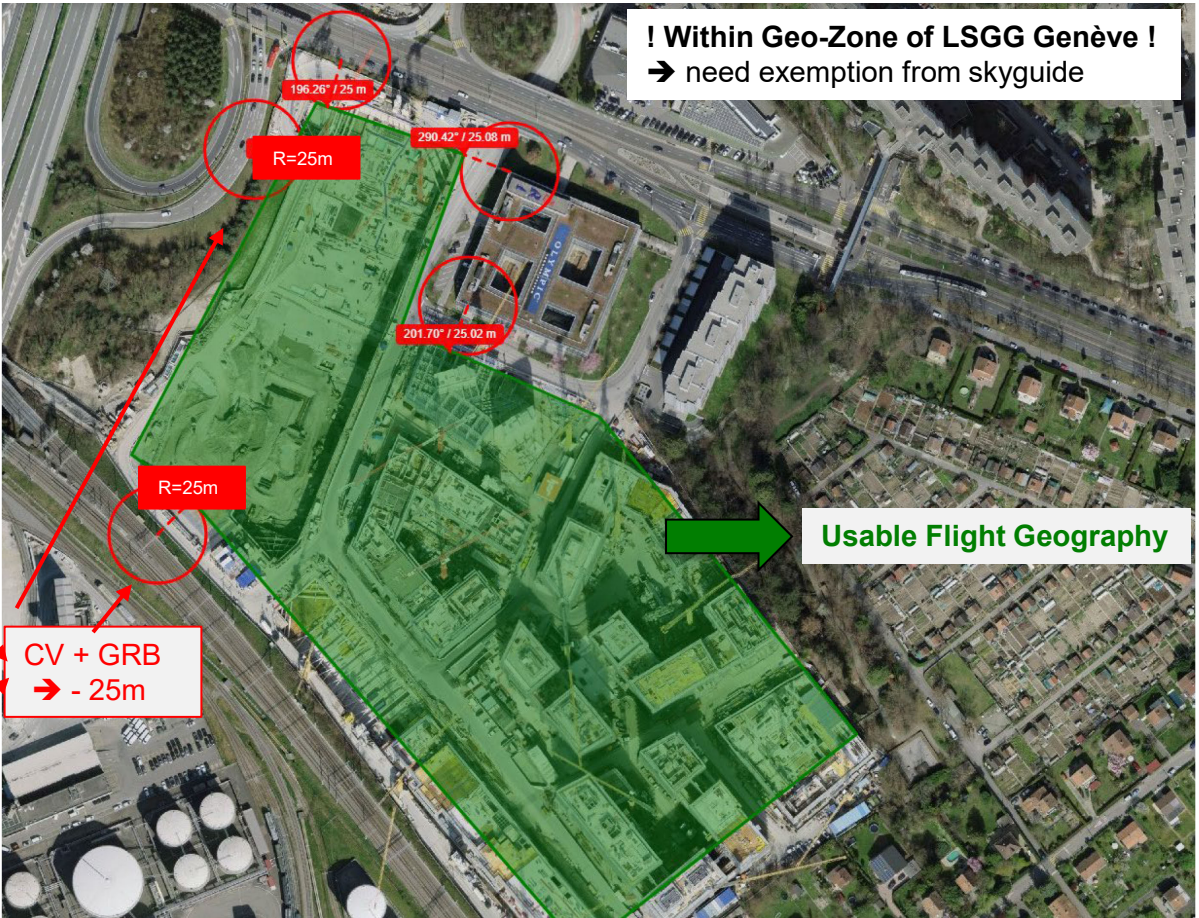 ! Within Geo-Zone of LSGG Genève !
➔ need exemption from skyguide
196.26° / 25 m
290.42° / 25.08 m
R=25m
OLYMPIC
201.70° / 25.02 m
R=25m
Usable Flight Geography
CV + GRB
➔ - 25m